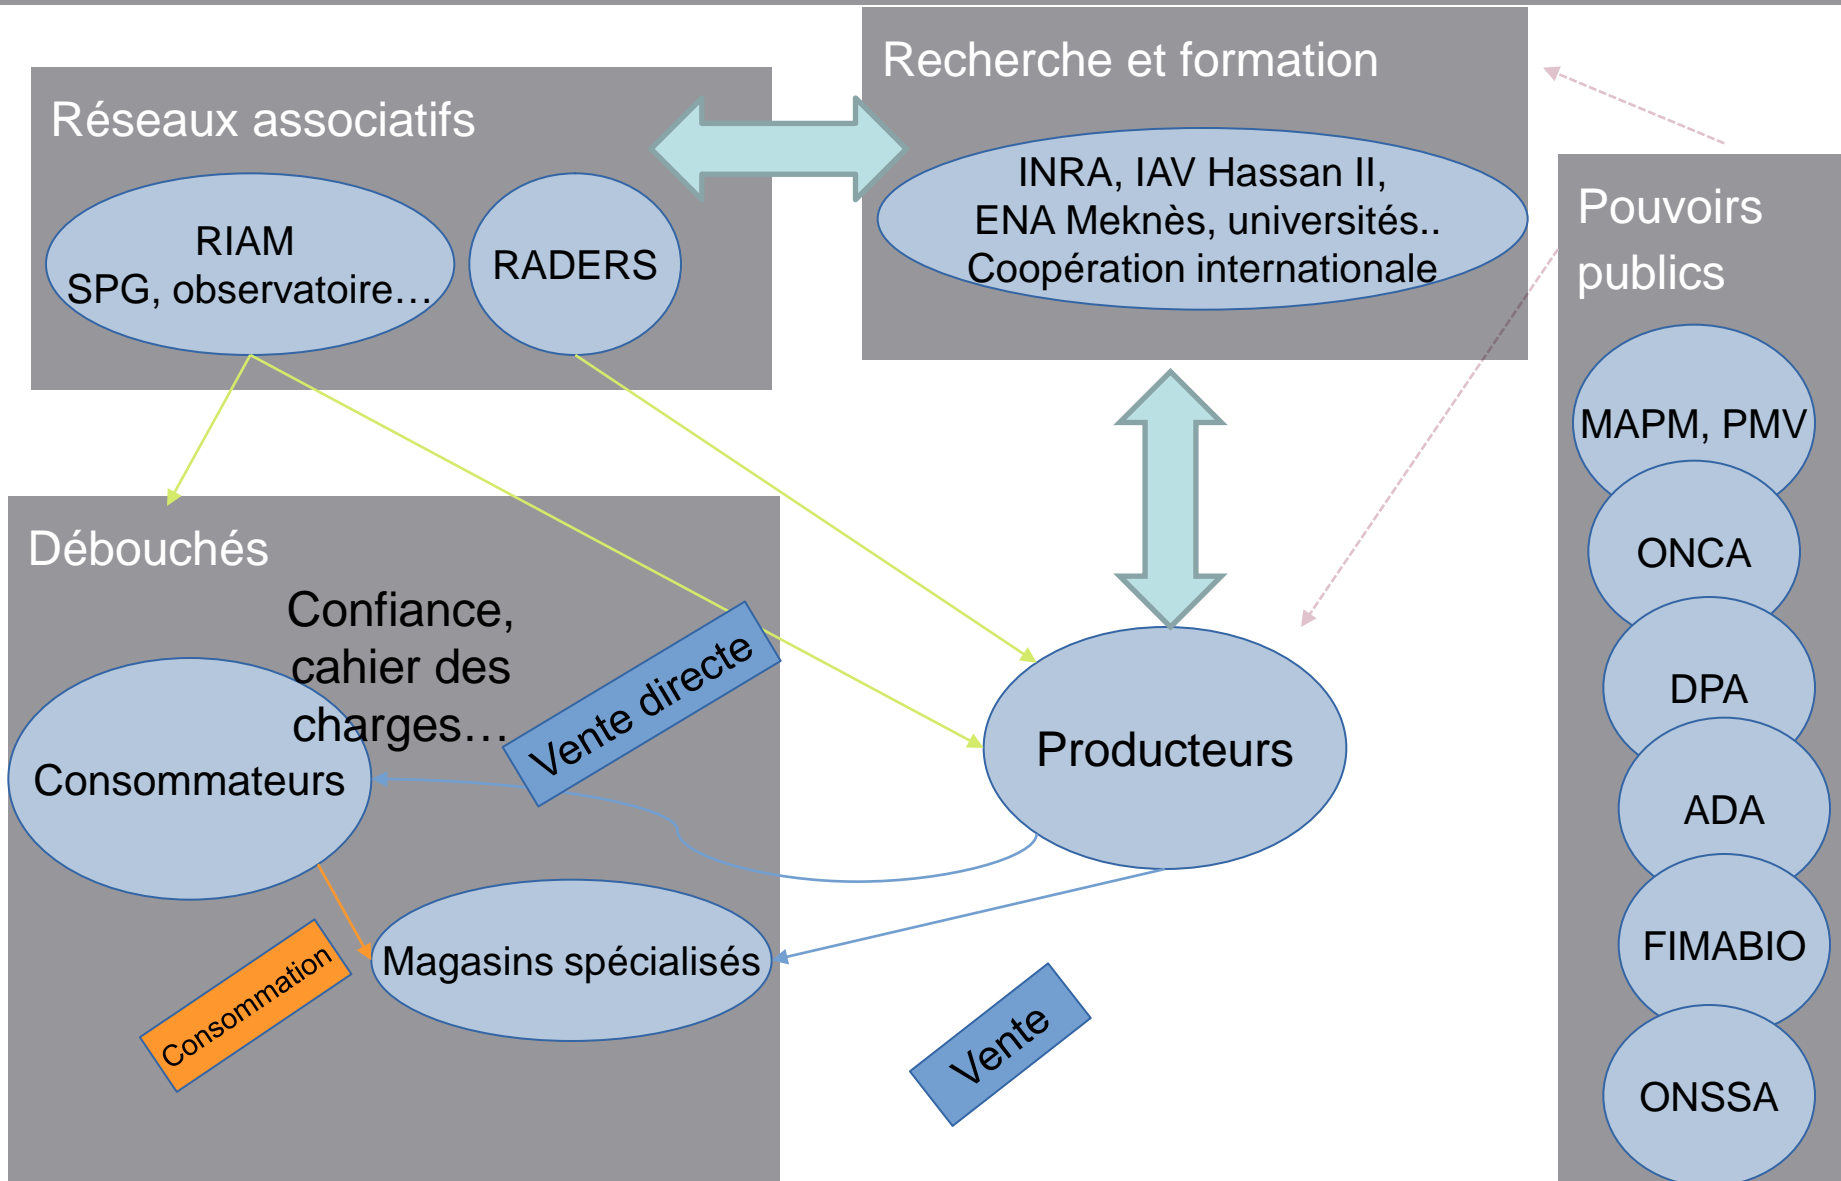 Réseaux associatifs
RIAM
SPG, observatoire…
RADERS
Recherche et formation
INRA, IAV Hassan II,
ENA Meknès, universités..
Coopération internationale
Pouvoirs
publics
MAPM, PMV
ONCA
DPA
ADA
FIMABIO
ONSSA
Débouchés
Confiance,
cahier des
charges…
Vente directe
Consommateurs
Producteurs
Magasins spécialisés
Consommation
Vente